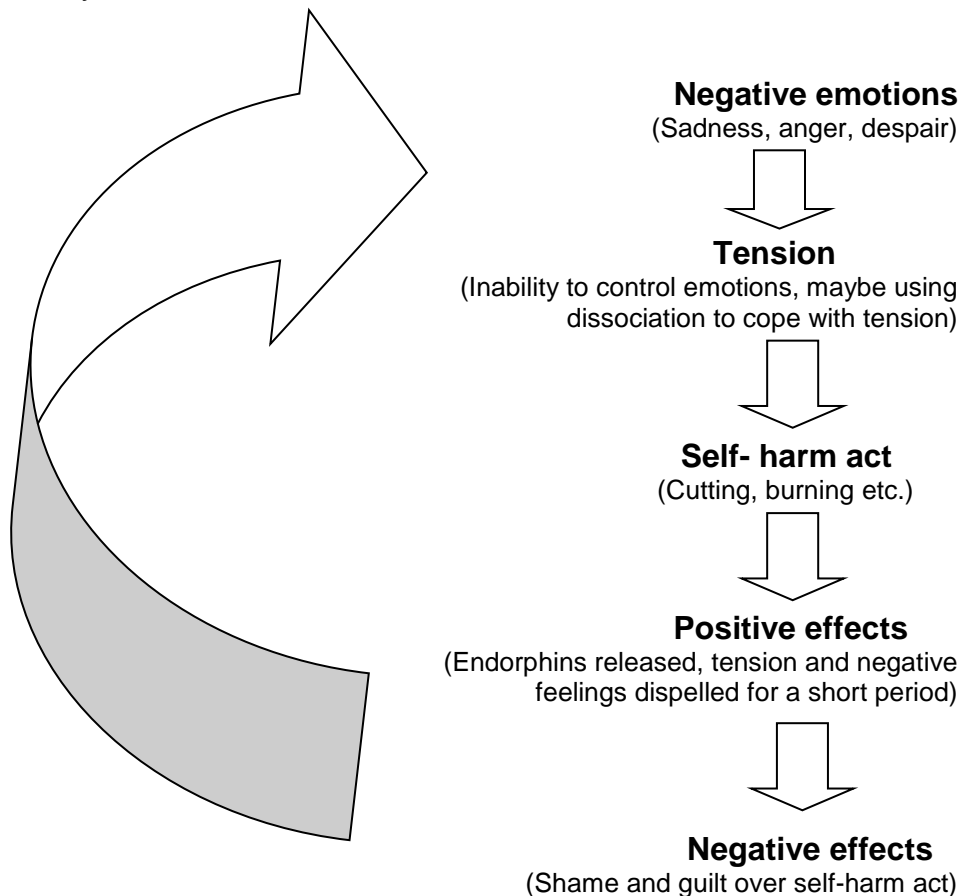 Negative emotions
(Sadness, anger, despair)
Tension
(Inability to control emotions, maybe using
dissociation to cope with tension)
Self- harm act
(Cutting, burning etc.)
Positive effects
(Endorphins released, tension and negative
feelings dispelled for a short period)
Negative effects
(Shame and guilt over self-harm act)